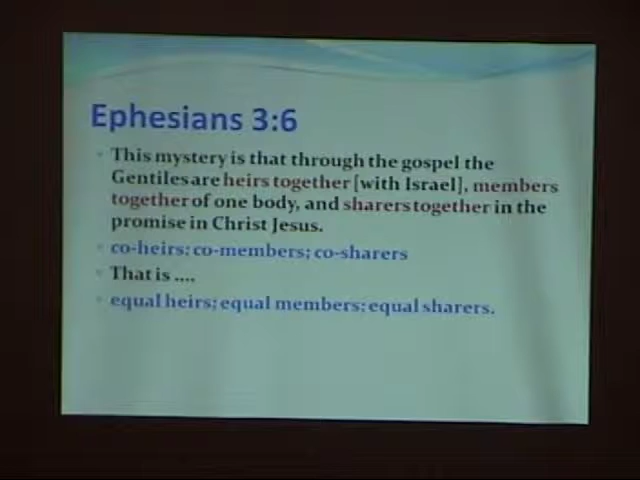 Ephesians 3:6
This mystery is that through the gospel the
Gentiles are heirs together [with Israel], members
together of one body, and sharers together in the
promise in Christ Jesus.
co-heirs; co-members; co-sharers
That is ....
equal heirs; equal members; equal sharers.